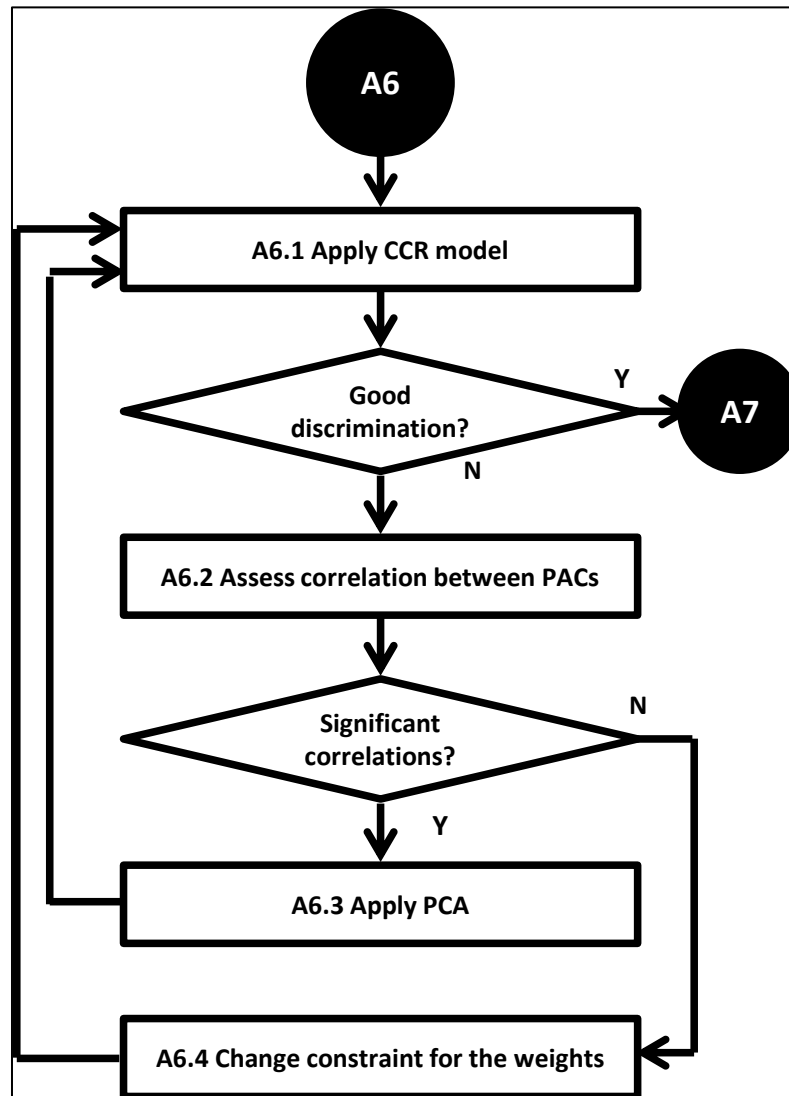 A6
A6.1 Apply CCR model
Good
discrimination?
Y
A7
N
A6.2 Assess correlation between PACs
Significant
correlations?
N
Y
A6.3 Apply PCA
A6.4 Change constraint for the weights